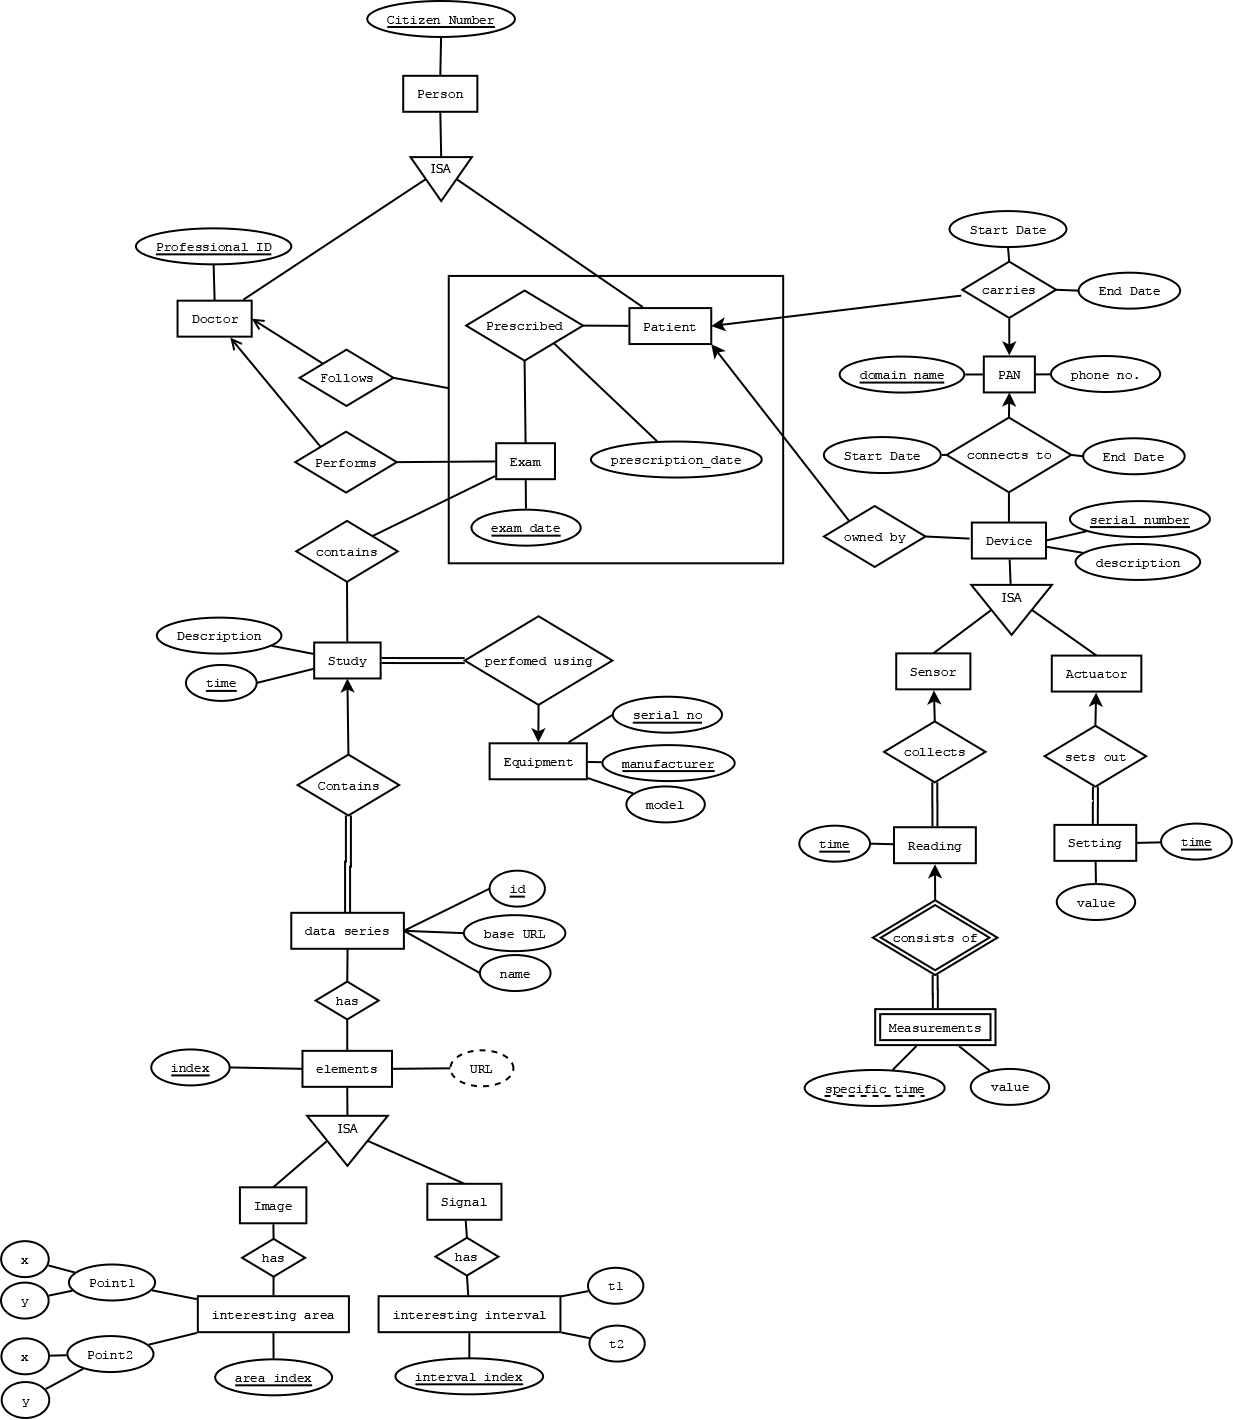 Citizen Number
Person
ISA
Start Date
Professional ID
carries
End Date
Doctor
Prescribed
Patient
Follows
domain name
PAN
phone no.
Start Date
connects to
End Date
Performs
Exam
prescription_date
exam date
serial number
contains
owned by
Device
description
ISA
Description
Study
perfomed using
Sensor
Actuator
time
serial no
collects
sets out
Equipment
manufacturer
Contains
model
time
Reading
Setting
time
id
value
data series
base URL
consists of
name
has
Measurements
index
elements
URL
specific time
value
ISA
Image
Signal
x
has
has
Point1
t1
y
interesting area
interesting interval
x
Point2
t2
area index
interval index
y